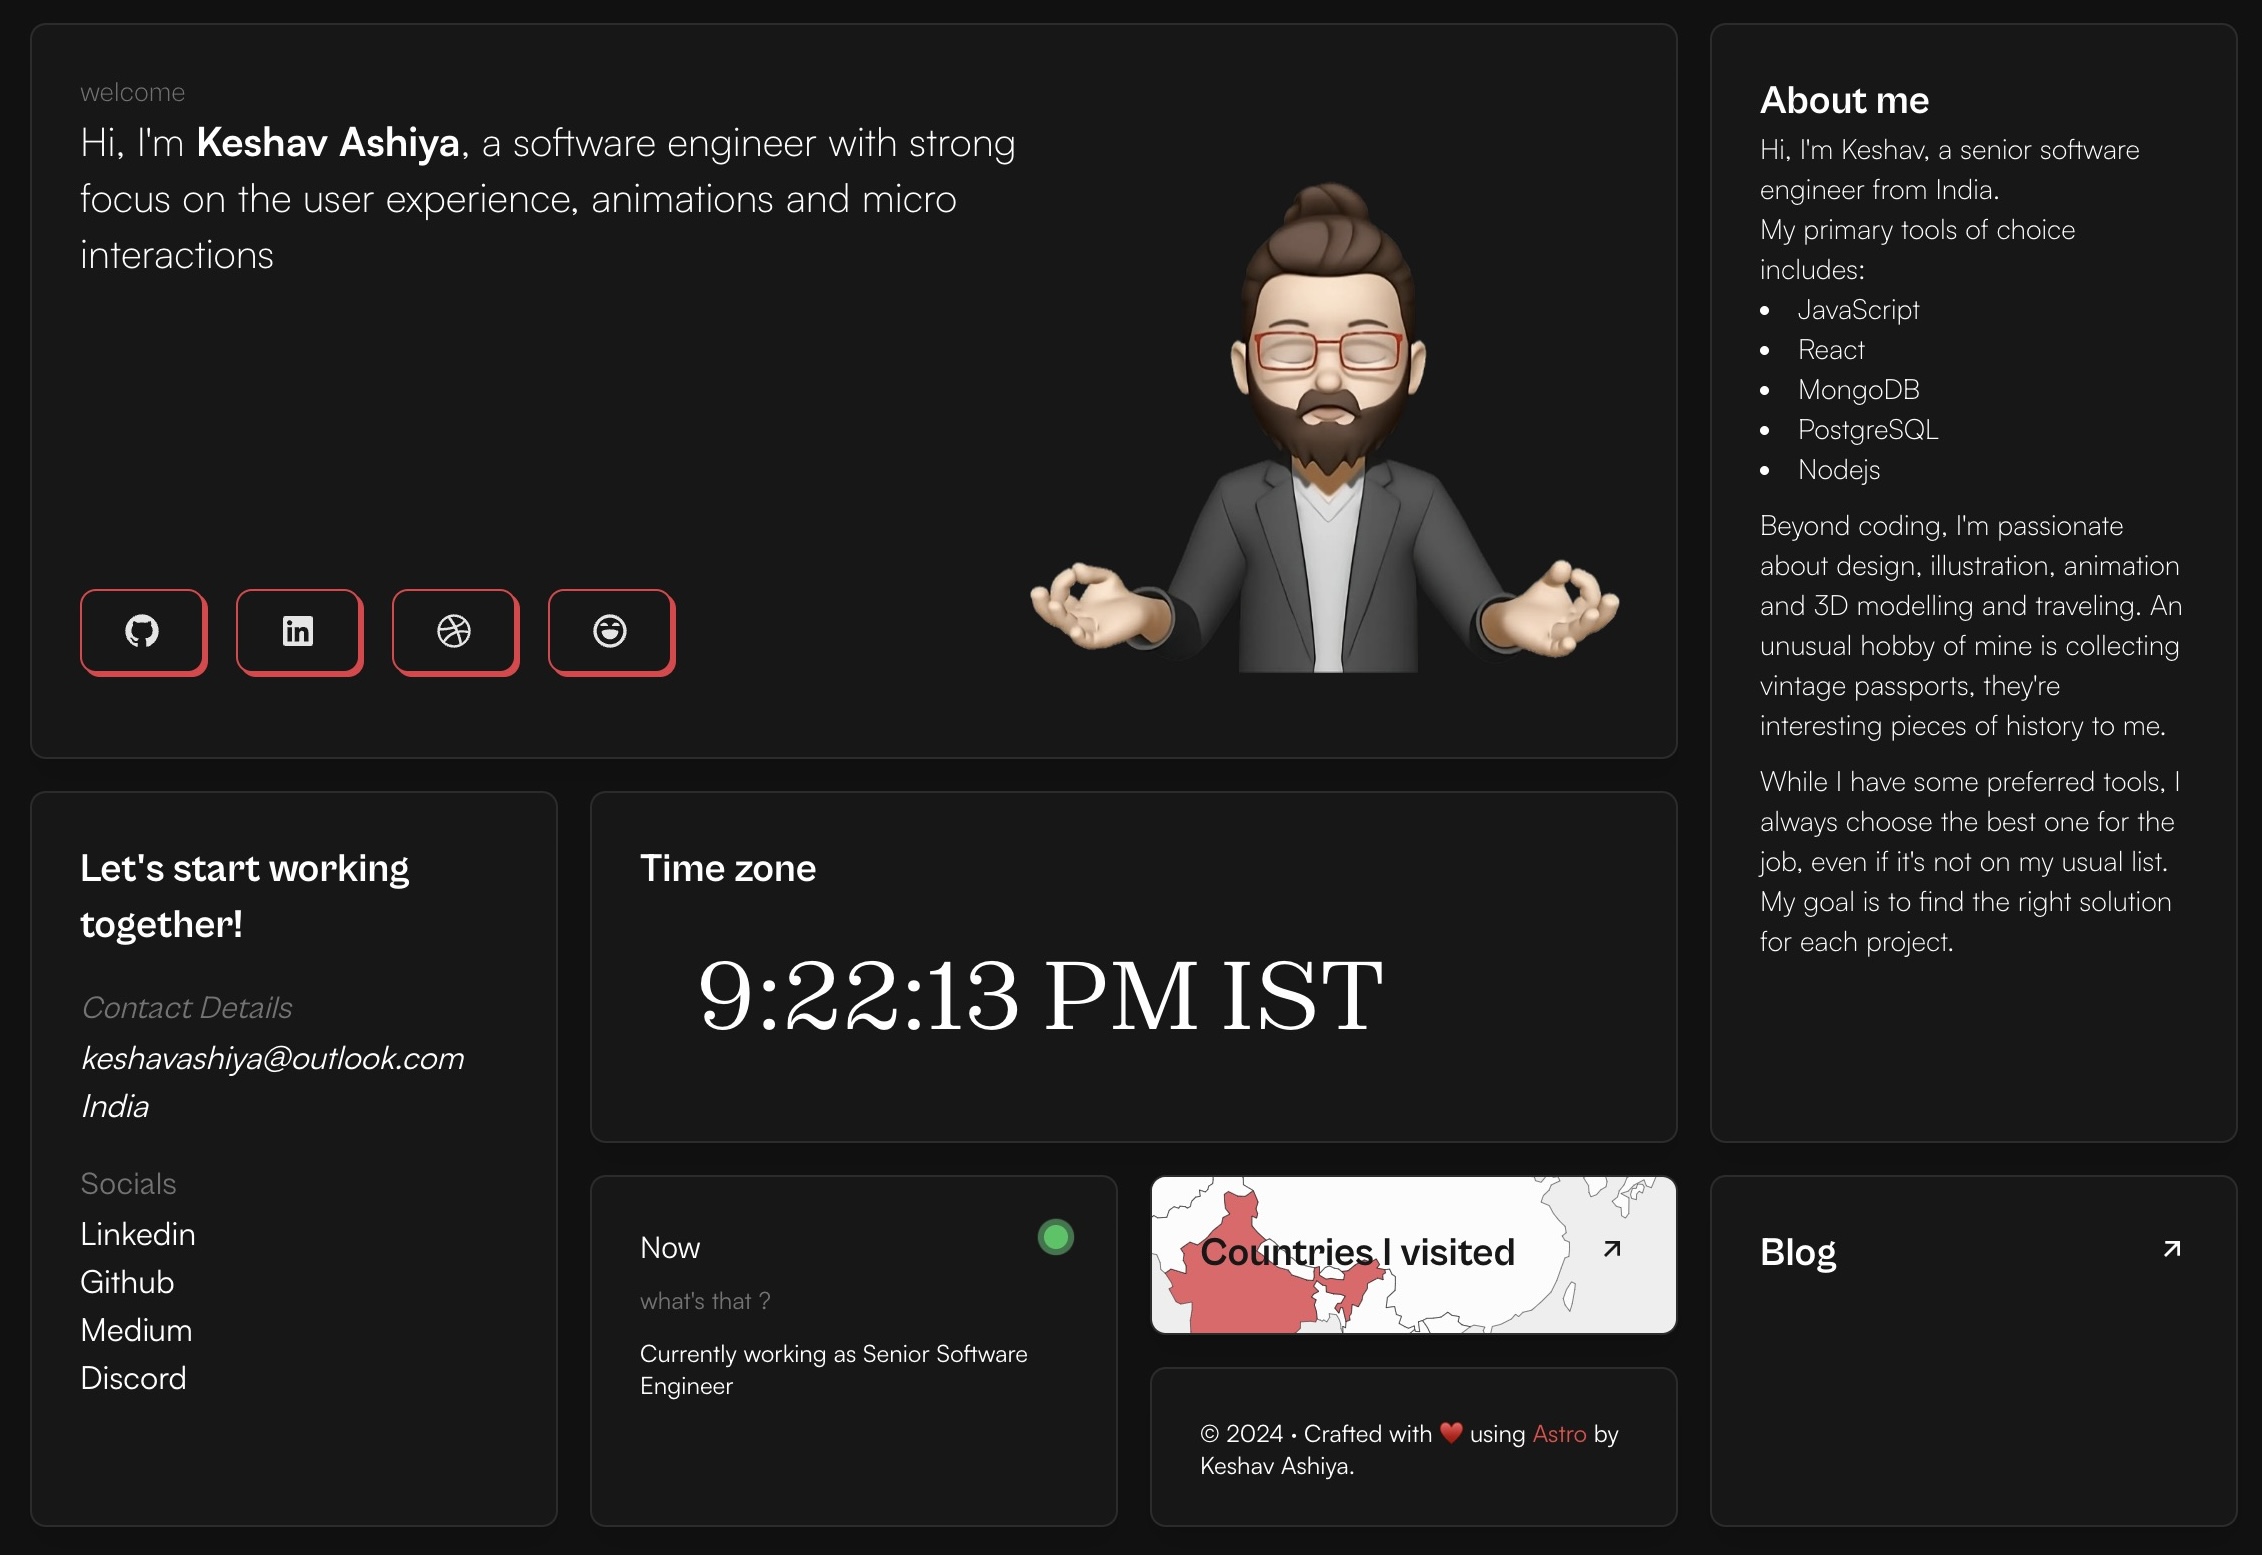 welcome
Hi, I'm Keshav Ashiya, a software engineer with strong
focus on the user experience, animations and micro
interactions
About me
Hi, I'm Keshav, a senior software
engineer from India.
My primary tools of choice
includes:
• JavaScript
• React
• MongoDB
• PostgreSQL
• Nodejs
Beyond coding, I'm passionate
about design, illustration, animation
and 3D modelling and traveling. An
unusual hobby of mine is collecting
vintage passports, they're
interesting pieces of history to me.
While I have some preferred tools, I
always choose the best one for the
job, even if it's not on my usual list.
My goal is to find the right solution
for each project.
Let's start working
together!
Contact Details
keshavashiya@outlook.com
India
Socials
Linkedin
Github
Medium
Discord
Time zone
9:22:13 PM IST
Now
what's that ?
Currently working as Senior Software
Engineer
Countries I visited
© 2024 · Crafted with ❤️ using Astro by
Keshav Ashiya.
Blog